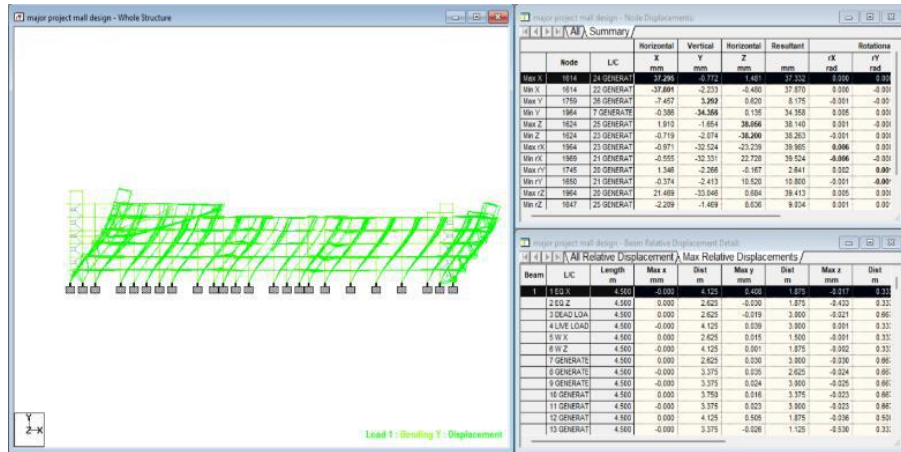 major project mall design - Whole Structure
Y
Z-X
Load 1 : Bending Y : Displacement
major project mall design - Node Displacements:
All Summary
Horizontal Vertical Horizontal Resultant Rotationa
Node L/C X mm Y mm Z mm mm rX rad rY rad
Max X 1614 24 GENERAT 37.295 -0.772 1.481 37.332 0.000
Min X 1614 22 GENERAT -2.233 -0.480 37.870 0.000
Max Y 1759 26 GENERAT -7.457 3.292 0.620 8.175 -0.001
Min Y 1964 7 GENERATE -0.386 -34.356 0.135 34.358 0.005
Max Z 1624 25 GENERAT 1.910 -1.654 38.056 38.140 0.001
Min Z 1624 23 GENERAT -0.719 -2.074 -38.200 38.263 -0.001
Max rX 1964 23 GENERAT -0.971 -32.524 -23.239 39.985 0.006
Min rX 1969 21 GENERAT -0.555 -32.331 22.728 39.524 -0.006
Max rY 1745 20 GENERAT 1.346 -2.266 -0.167 2.641 0.002
Min rY 1650 21 GENERAT -0.374 -2.413 10.520 10.800 -0.001
Max rZ 1964 20 GENERAT 21.469 -33.046 0.684 39.413 0.005
Min rZ 1647 25 GENERAT -2.209 -1.469 8.636 9.034 0.001
major project mall design - Beam Relative Displacement Detail:
All Relative Displacement Max Relative Displacements
Beam L/C Length m Max x mm Dist m Max y mm Dist m Max z mm Dist m
1 1 EQ X 4.500 -0.000 4.125 0.408 1.875 -0.017
2 EQ Z 4.500 0.000 2.625 -0.030 1.875 -0.433
3 DEAD LOA 4.500 0.000 2.625 -0.019 3.000 -0.021
4 LIVE LOAD 4.500 -0.000 4.125 0.039 3.000 0.001
5 W X 4.500 0.000 2.625 0.015 1.500 -0.001
6 W Z 4.500 -0.000 4.125 0.001 1.875 -0.002
7 GENERATE 4.500 0.000 2.625 0.030 3.000 -0.030
8 GENERATE 4.500 -0.000 3.375 0.035 2.625 -0.024
9 GENERATE 4.500 -0.000 3.375 0.024 3.000 -0.025
10 GENERAT 4.500 0.000 3.750 0.016 3.375 -0.023
11 GENERAT 4.500 -0.000 3.375 0.023 3.000 -0.023
12 GENERAT 4.500 0.000 4.125 0.505 1.875 -0.036
13 GENERAT 4.500 -0.000 3.375 -0.026 1.125 -0.530